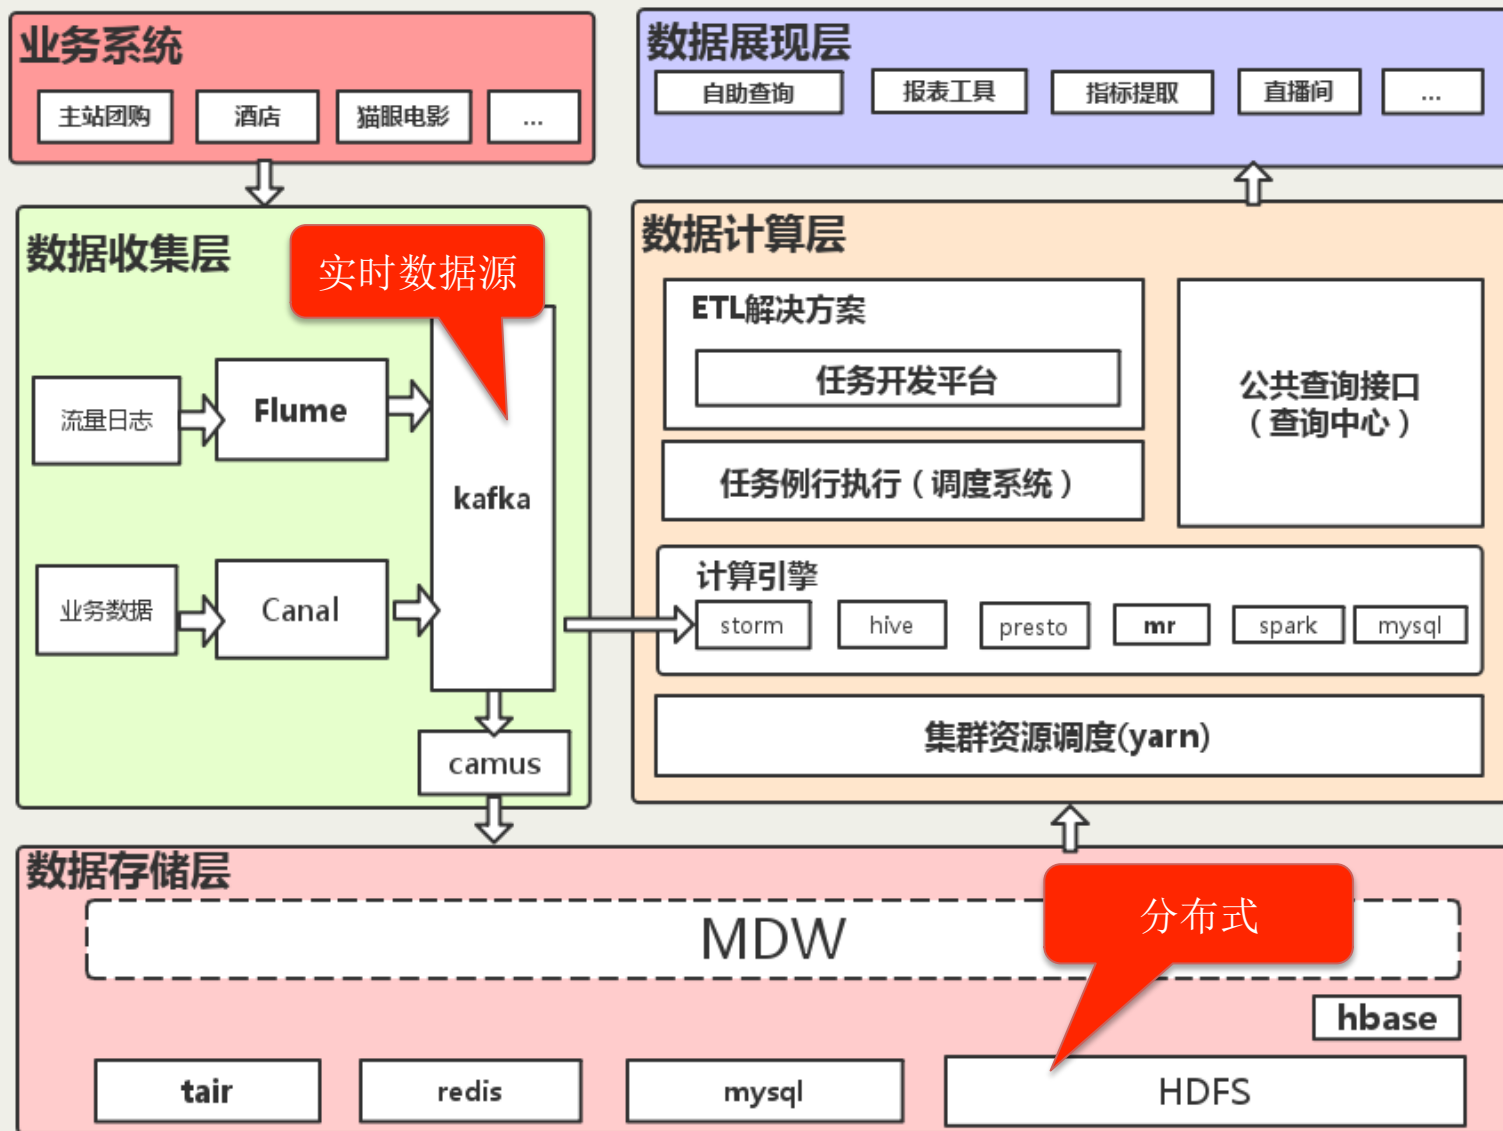 业务系统
主站团购
酒店
猫眼电影
...
数据展现层
自助查询
报表工具
指标提取
直播间
...
数据收集层
实时数据源
流量日志
Flume
kafka
业务数据
Canal
camus
数据计算层
ETL解决方案
任务开发平台
任务例行执行（调度系统）
公共查询接口
（查询中心）
计算引擎
storm
hive
presto
mr
spark
mysql
集群资源调度(yarn)
数据存储层
MDW
分布式
hbase
tair
redis
mysql
HDFS